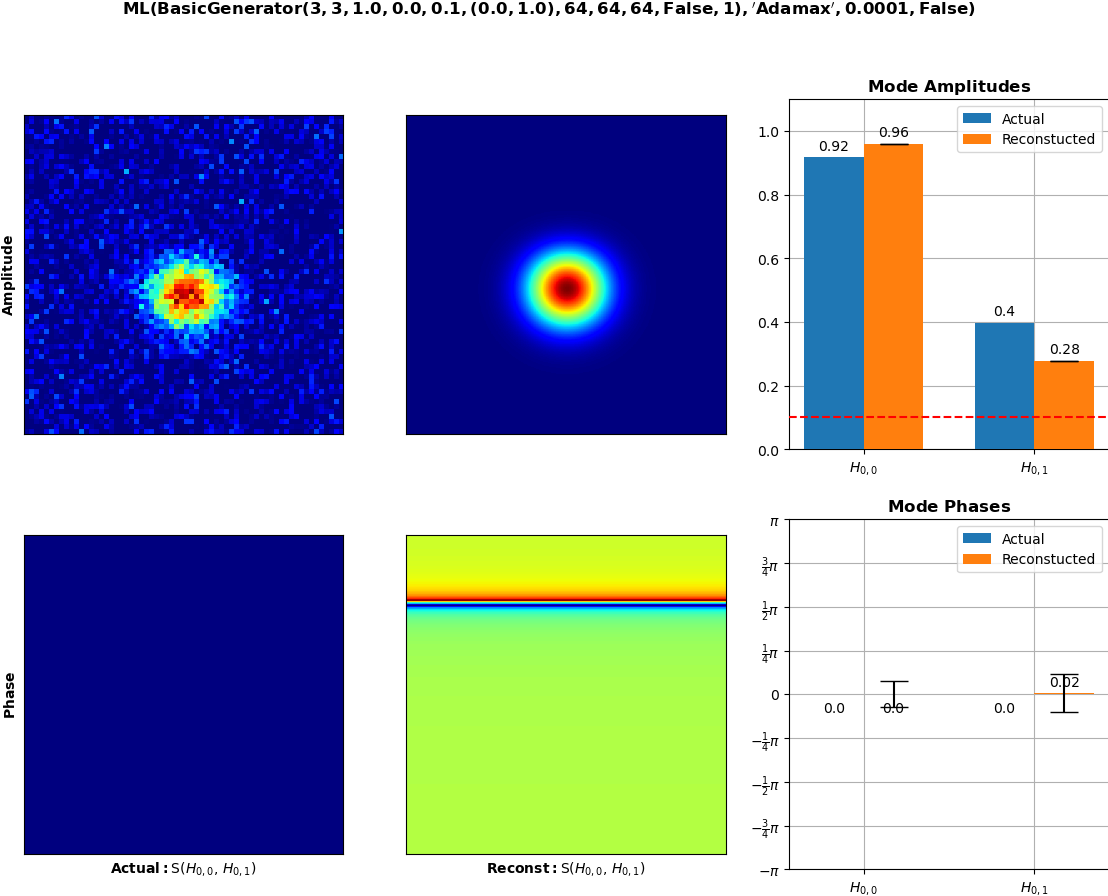 ML(BasicGenerator(3, 3, 1.0, 0.0, 0.1, (0.0, 1.0), 64, 64, 64, False, 1), ′Adamax′, 0.0001, False)
Amplitude
Mode Amplitudes
Actual
Reconstucted
1.0
0.8
0.6
0.4
0.2
0.0
0.92
0.96
0.4
0.28
H0,0
H0,1
Phase
Actual: S(H0,0, H0,1)
Reconst: S(H0,0, H0,1)
Mode Phases
Actual
Reconstucted
π
3/4π
1/2π
1/4π
0
−1/4π
−1/2π
−3/4π
−π
0.0
0.0
0.0
0.02
H0,0
H0,1